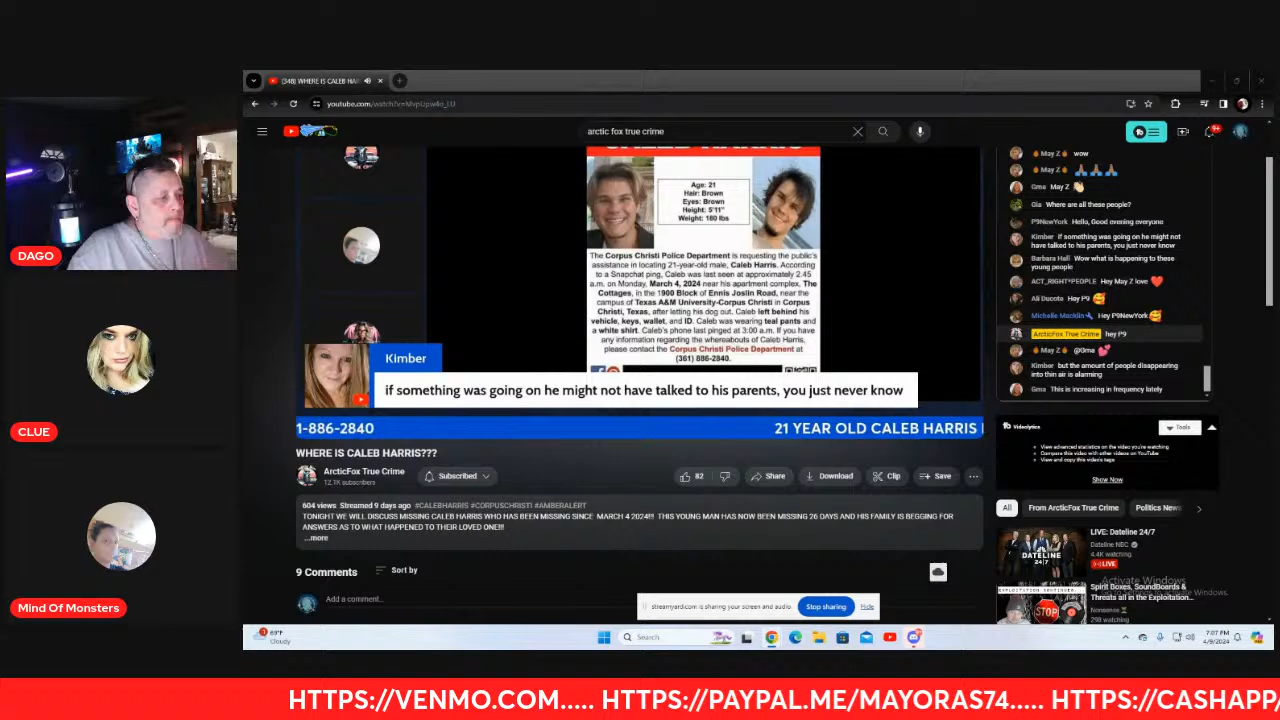 DAGO
CLUE
Mind Of Monsters
[348] WHERE IS CALEB HA
youtube.com
arctic fox true crime
9+
Age: 21
Hair: Brown
Eyes: Brown
Height: 5'11"
Weight: 180 lbs
The Corpus Christi Police Department is requesting the public's
assistance in locating 21-year-old male, Caleb Harris. According
to a Snapchat ping, Caleb was last seen at approximately 2.45
a.m. on Monday, March 4, 2024 near his apartment complex, The
Cottages, in the 1900 Block of Ennis Joslin Road, near the
campus of Texas A&M University-Corpus Christi in Corpus
Christi, Texas, after letting his dog out. Caleb left behind his
vehicle, keys, wallet, and ID. Caleb was wearing teal pants and
a white shirt. Caleb's phone last pinged at 3:00 a.m. If you have
any information regarding the whereabouts of Caleb Harris,
please contact the Corpus Christi Police Department at
(361) 886-2840.
Kimber
if something was going on he might not have talked to his parents, you just never know
1-886-2840
21 YEAR OLD CALEB HARRIS
WHERE IS CALEB HARRIS???
ArcticFox True Crime
12.1K subscribers
Subscribed
82
Share
Download
Clip
Save
604 views Streamed 9 days ago #CALEBHARRIS #CORPUSCHRISTI #AMBERALERT
TONIGHT WE WILL DISCUSS MISSING CALEB HARRIS WHO HAS BEEN MISSING SINCE MARCH 4 2024!!! THIS YOUNG MAN HAS NOW BEEN MISSING 26 DAYS AND HIS FAMILY IS BEGGING FOR
ANSWERS AS TO WHAT HAPPENED TO THEIR LOVED ONE!!!
...more
9 Comments
Sort by
Add a comment...
May Z wow
May Z 🙏🙏🙏
Gma May Z 👏
Gia Where are all these people?
P9NewYork Hello, Good evening everyone
Kimber if something was going on he might not
have talked to his parents, you just never know
Barbara Hall Wow what is happening to these
young people
ACT_RIGHT*PEOPLE Hey May Z love ❤️
Ali Ducote Hey P9 🥰
Michelle Macklin Hey P9NewYork 🥰
ArcticFox True Crime hey P9
May Z @Gma 💕
Kimber but the amount of people disappearing
into thin air is alarming
Gma This is increasing in frequency lately
Videolytics
Tools
View advanced statistics on the video you're watching
Compare this video with other videos on YouTube
View and copy this video's tags
Show Now
All
From ArcticFox True Crime
Politics News
LIVE: Dateline 24/7
Dateline NBC
4.4K watching
LIVE
Spirit Boxes, SoundBoards &
Threats all in the Exploitation...
Nonsense
298 watching
STOP
Activate Windows
streamyard.com is sharing your screen and audio.
Stop sharing
Hide
69°F
Cloudy
Search
7:07 PM
4/9/2024
HTTPS://VENMO.COM..... HTTPS://PAYPAL.ME/MAYORAS74..... HTTPS://CASHAPP/